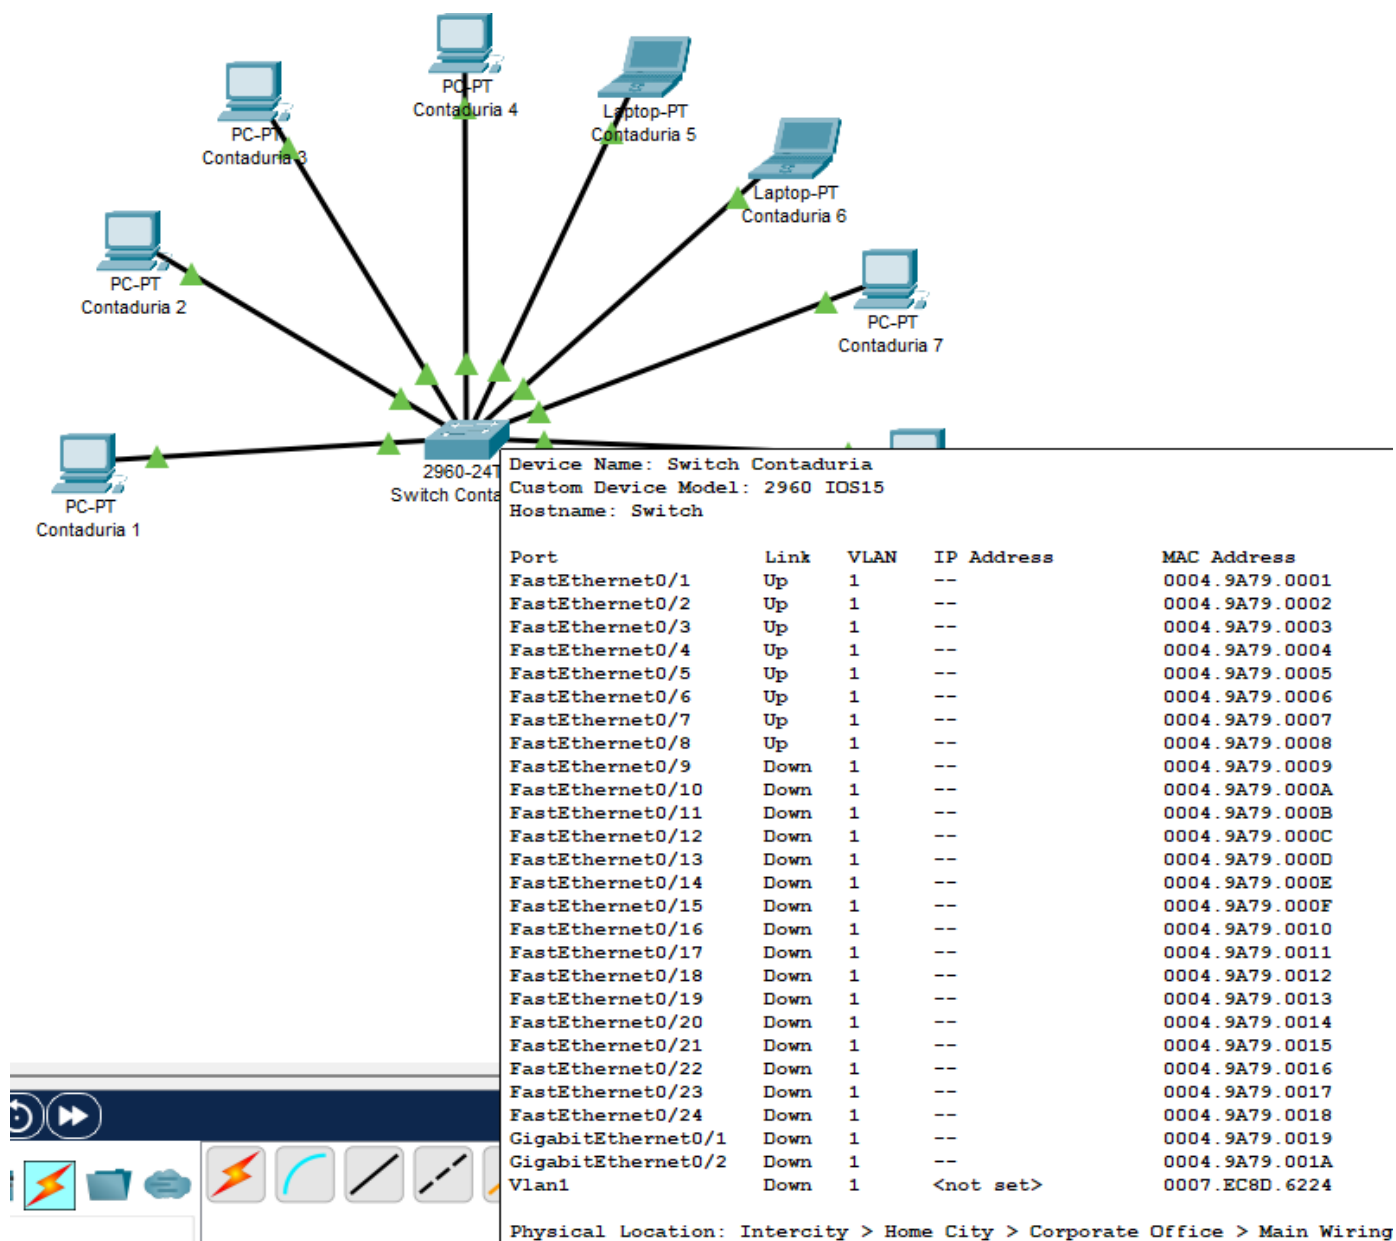 PC-PT
Contaduria 4
Laptop-PT
Contaduria 5
PC-PT
Contaduria 3
Laptop-PT
Contaduria 6
PC-PT
Contaduria 2
PC-PT
Contaduria 7
2960-24T
Switch Conta
PC-PT
Contaduria 1
Device Name: Switch Contaduria
Custom Device Model: 2960 IOS15
Hostname: Switch
Port Link VLAN IP Address MAC Address
FastEthernet0/1 Up 1 -- 0004.9A79.0001
FastEthernet0/2 Up 1 -- 0004.9A79.0002
FastEthernet0/3 Up 1 -- 0004.9A79.0003
FastEthernet0/4 Up 1 -- 0004.9A79.0004
FastEthernet0/5 Up 1 -- 0004.9A79.0005
FastEthernet0/6 Up 1 -- 0004.9A79.0006
FastEthernet0/7 Up 1 -- 0004.9A79.0007
FastEthernet0/8 Up 1 -- 0004.9A79.0008
FastEthernet0/9 Down 1 -- 0004.9A79.0009
FastEthernet0/10 Down 1 -- 0004.9A79.000A
FastEthernet0/11 Down 1 -- 0004.9A79.000B
FastEthernet0/12 Down 1 -- 0004.9A79.000C
FastEthernet0/13 Down 1 -- 0004.9A79.000D
FastEthernet0/14 Down 1 -- 0004.9A79.000E
FastEthernet0/15 Down 1 -- 0004.9A79.000F
FastEthernet0/16 Down 1 -- 0004.9A79.0010
FastEthernet0/17 Down 1 -- 0004.9A79.0011
FastEthernet0/18 Down 1 -- 0004.9A79.0012
FastEthernet0/19 Down 1 -- 0004.9A79.0013
FastEthernet0/20 Down 1 -- 0004.9A79.0014
FastEthernet0/21 Down 1 -- 0004.9A79.0015
FastEthernet0/22 Down 1 -- 0004.9A79.0016
FastEthernet0/23 Down 1 -- 0004.9A79.0017
FastEthernet0/24 Down 1 -- 0004.9A79.0018
GigabitEthernet0/1 Down 1 -- 0004.9A79.0019
GigabitEthernet0/2 Down 1 -- 0004.9A79.001A
Vlan1 Down 1 <not set> 0007.EC8D.6224
Physical Location: Intercity > Home City > Corporate Office > Main Wiring